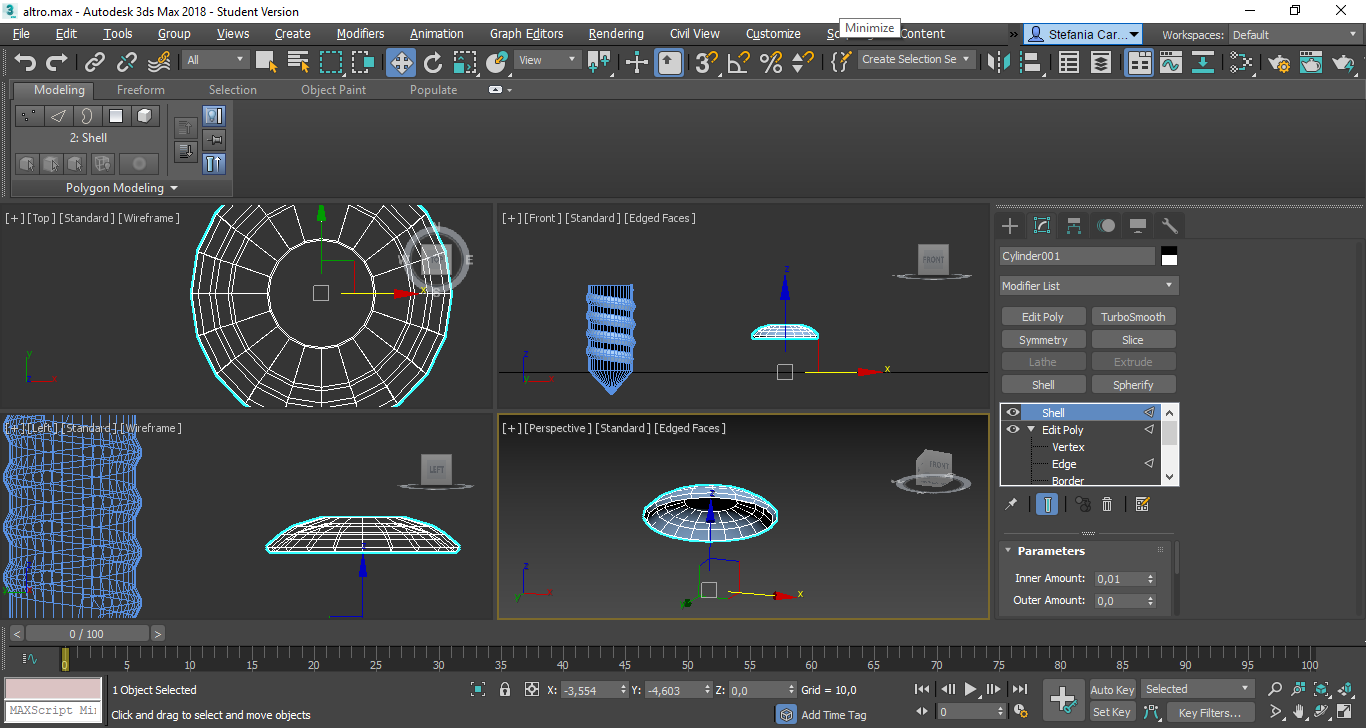 altro.max - Autodesk 3ds Max 2018 - Student Version
Minimize
File Edit Tools Group Views Create Modifiers Animation Graph Editors Rendering Civil View Customize Content » Stefania Car... Workspaces: Default
All View Create Selection Se
Modeling Freeform Selection Object Paint Populate
2: Shell
Polygon Modeling
[+] [Top] [Standard] [Wireframe]
[+] [Front] [Standard] [Edged Faces]
FRONT
E
x
y
z
Cylinder001
Modifier List
Edit Poly TurboSmooth
Symmetry Slice
Lathe Extrude
Shell Spherify
Shell
Edit Poly
Vertex
Edge
Border
[+] [Left] [Standard] [Wireframe]
LEFT
[+] [Perspective] [Standard] [Edged Faces]
FRONT
z
x
y
Parameters
Inner Amount: 0,01
Outer Amount: 0,0
< 0 / 100 >
0 5 10 15 20 25 30 35 40 45 50 55 60 65 70 75 80 85 90 95 100
1 Object Selected X: -3,554 Y: -4,603 Z: 0,0 Grid = 10,0 Auto Key Selected
MAXScript Mi
Click and drag to select and move objects Add Time Tag 0 Set Key Key Filters...